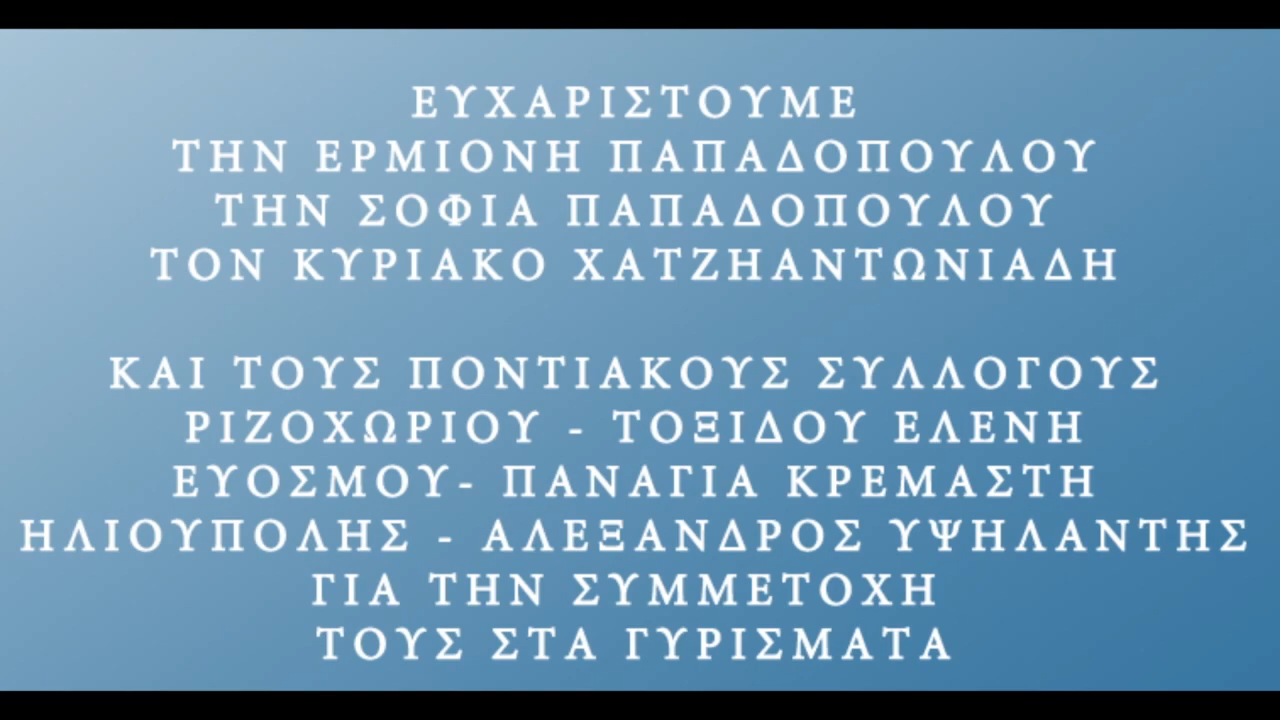 ΕΥΧΑΡΙΣΤΟΥΜΕ
ΤΗΝ ΕΡΜΙΟΝΗ ΠΑΠΑΔΟΠΟΥΛΟΥ
ΤΗΝ ΣΟΦΙΑ ΠΑΠΑΔΟΠΟΥΛΟΥ
ΤΟΝ ΚΥΡΙΑΚΟ ΧΑΤΖΗΑΝΤΩΝΙΑΔΗ
ΚΑΙ ΤΟΥΣ ΠΟΝΤΙΑΚΟΥΣ ΣΥΛΛΟΓΟΥΣ
ΡΙΖΟΧΩΡΙΟΥ - ΤΟΞΙΔΟΥ ΕΛΕΝΗ
ΕΥΟΣΜΟΥ- ΠΑΝΑΓΙΑ ΚΡΕΜΑΣΤΗ
ΗΛΙΟΥΠΟΛΗΣ - ΑΛΕΞΑΝΔΡΟΣ ΥΨΗΛΑΝΤΗΣ
ΓΙΑ ΤΗΝ ΣΥΜΜΕΤΟΧΗ
ΤΟΥΣ ΣΤΑ ΓΥΡΙΣΜΑΤΑ